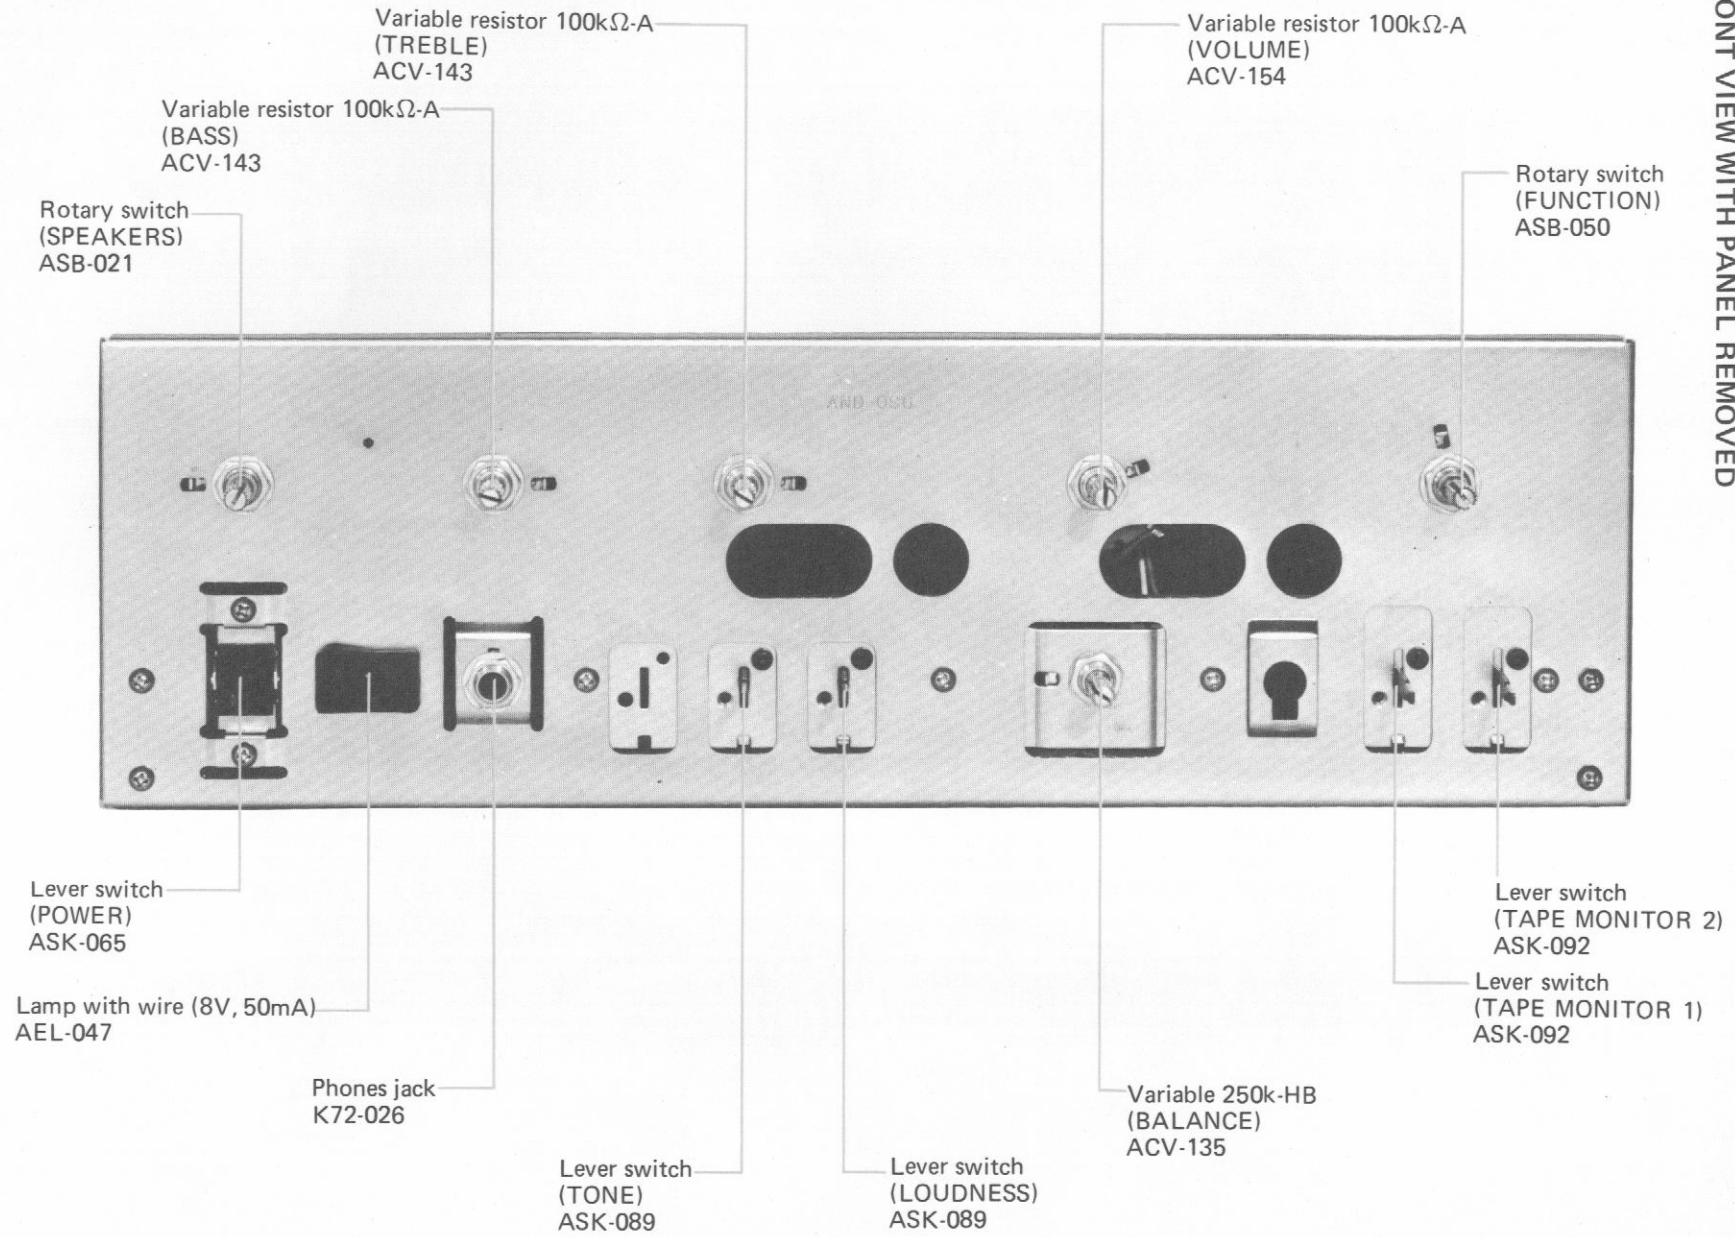 Variable resistor 100kΩ-A
(TREBLE)
ACV-143
Variable resistor 100kΩ-A
(VOLUME)
ACV-154
Variable resistor 100kΩ-A
(BASS)
ACV-143
Rotary switch
(FUNCTION)
ASB-050
Rotary switch
(SPEAKERS)
ASB-021
ONT VIEW WITH PANEL REMOVED
Lever switch
(POWER)
ASK-065
Lever switch
(TAPE MONITOR 2)
ASK-092
Lever switch
(TAPE MONITOR 1)
ASK-092
Lamp with wire (8V, 50mA)
AEL-047
Phones jack
K72-026
Variable 250k-HB
(BALANCE)
ACV-135
Lever switch
(TONE)
ASK-089
Lever switch
(LOUDNESS)
ASK-089